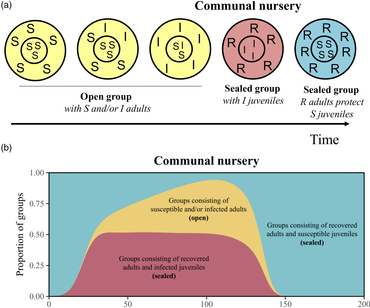 (a)
Communal nursery
S S S S S S S S S S
S S S I I S S S S S
I I I I I S I S S I
R R R R R I I I
R R R R R R R S S S S
Open group
with S and/or I adults
Sealed group
with I juveniles
Sealed group
R adults protect
S juveniles
Time
(b)
Communal nursery
Proportion of groups
1.00
0.75
0.50
0.25
0.00
Groups consisting of
susceptible and/or infected adults
(open)
Groups consisting of recovered
adults and susceptible juveniles
(sealed)
Groups consisting of recovered
adults and infected juveniles
(sealed)
0
50
100
150
200